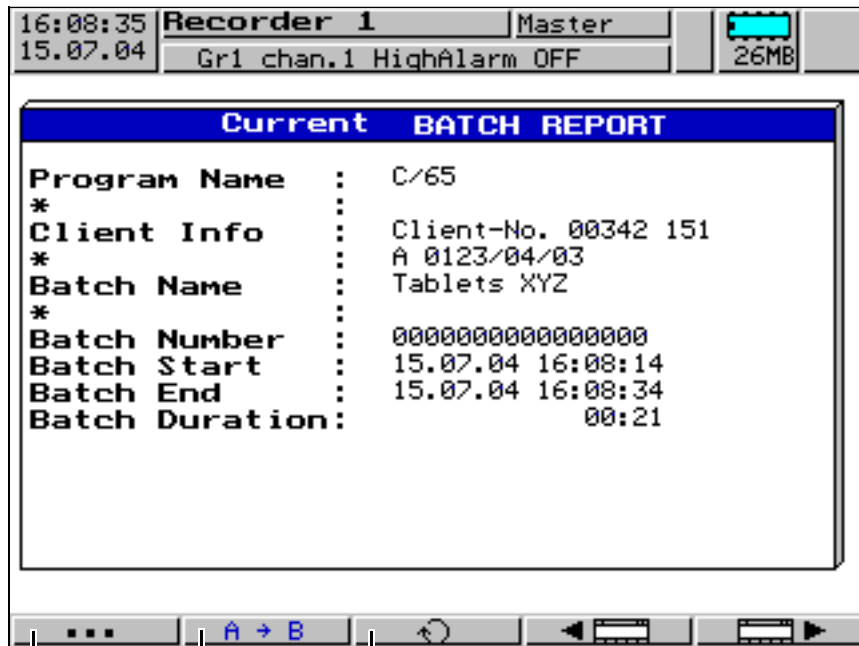 16:08:35 Recorder 1 Master
15.07.04 Gr1 chan.1 HighAlarm OFF 26MB
Current BATCH REPORT
Program Name : C/65
* :
Client Info : Client-No. 00342 151
* : A 0123/04/03
Batch Name : Tablets XYZ
* :
Batch Number : 0000000000000000
Batch Start : 15.07.04 16:08:14
Batch End : 15.07.04 16:08:34
Batch Duration: 00:21
... A → B